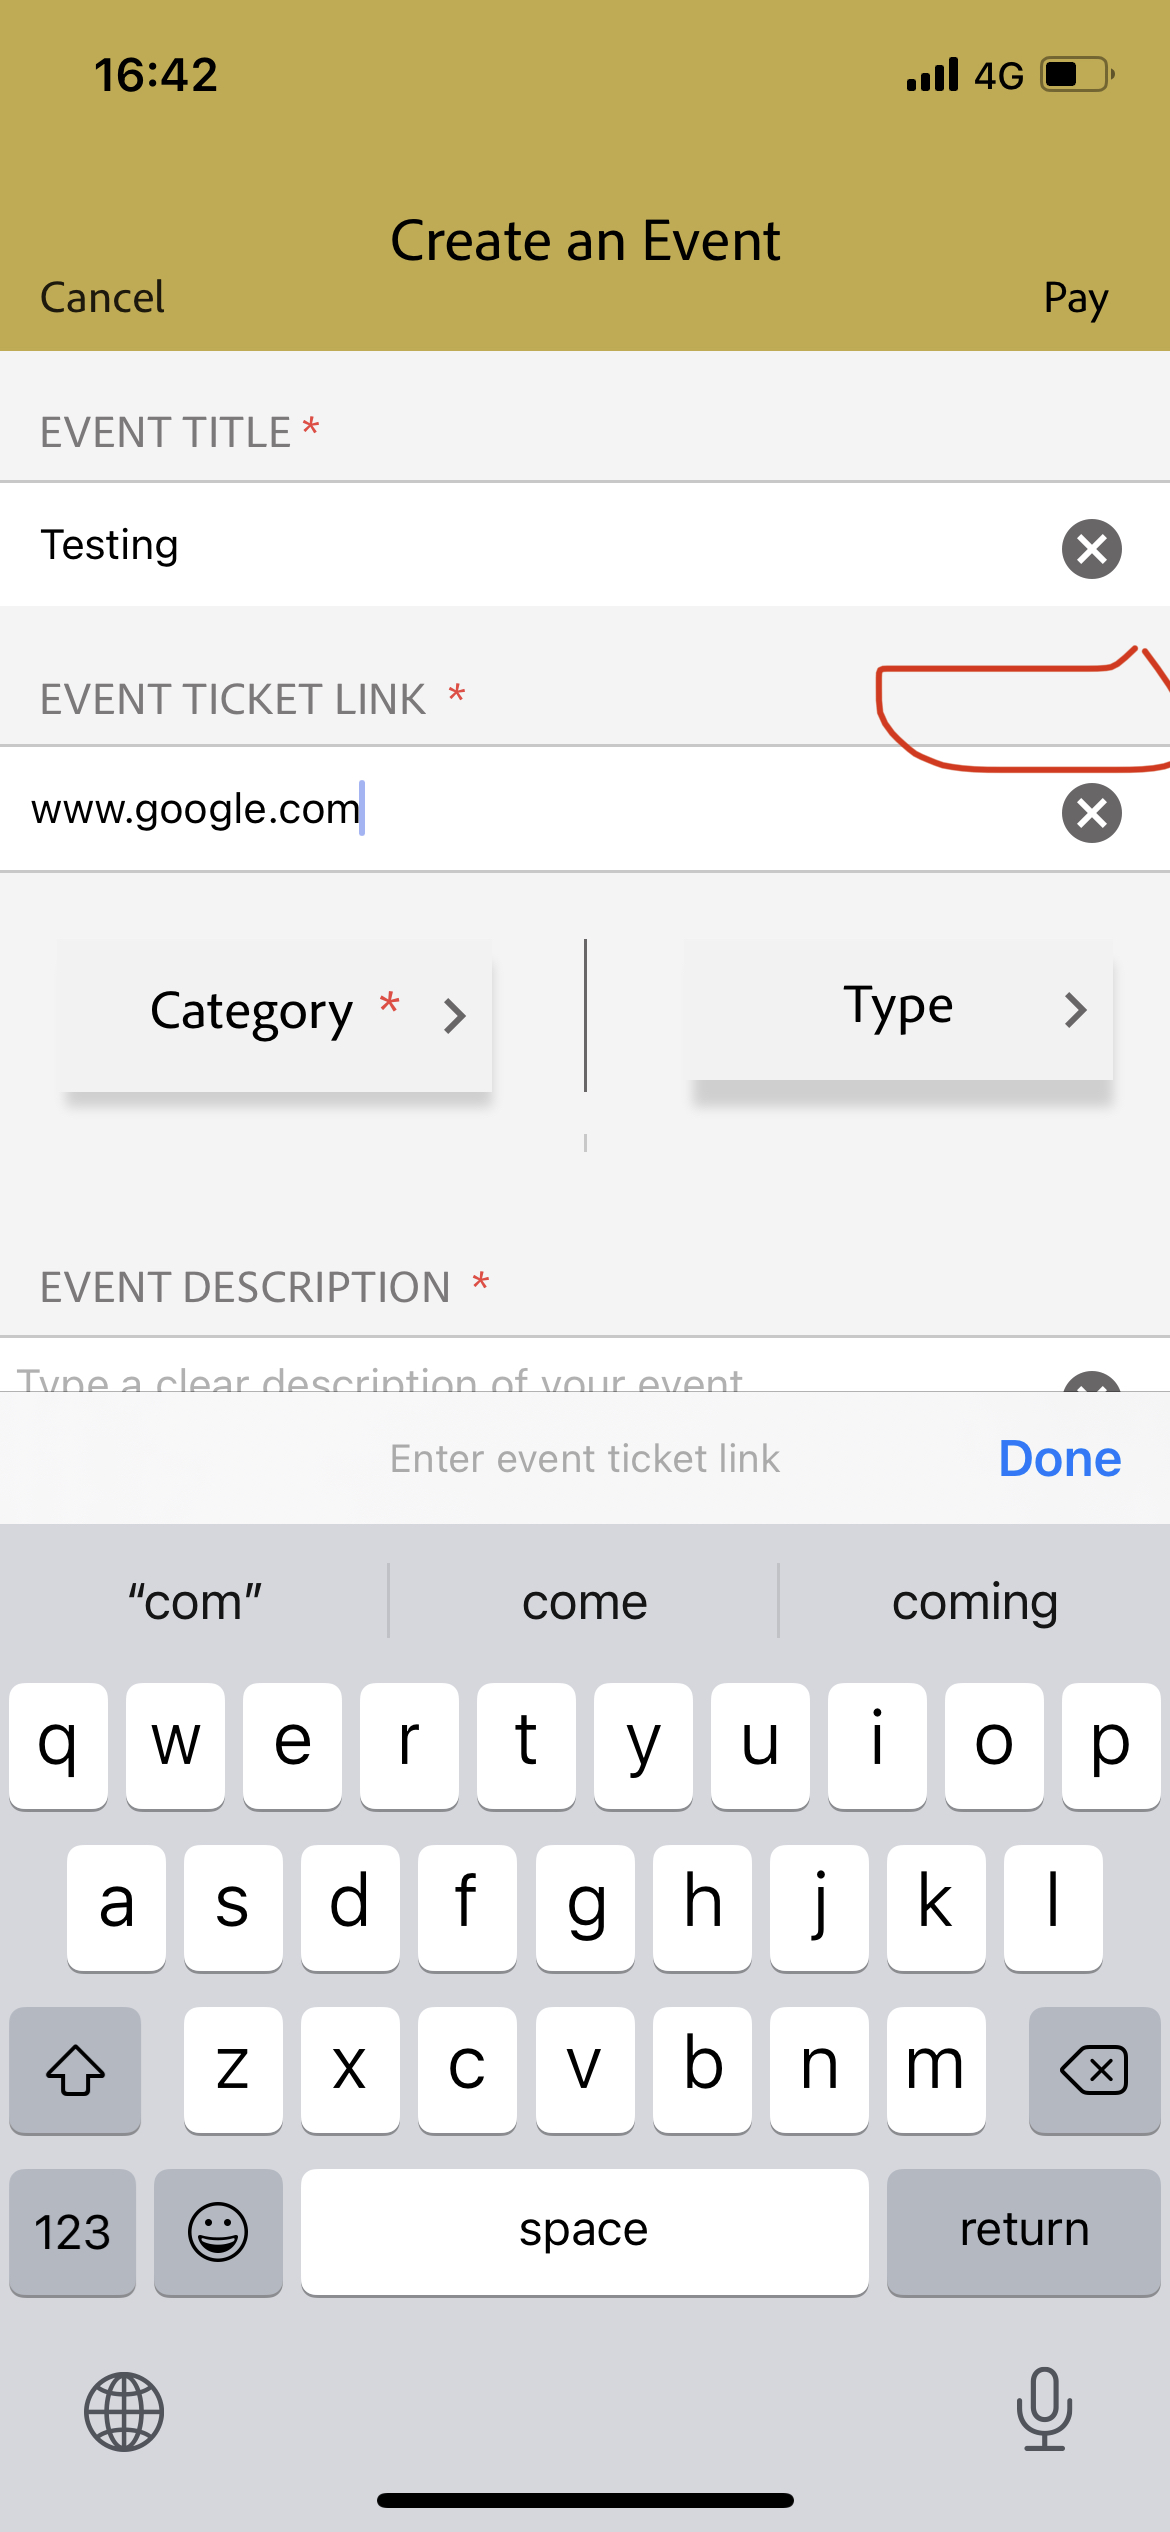 16:42 4G
Create an Event
Cancel Pay
EVENT TITLE *
Testing
EVENT TICKET LINK *
www.google.com
Category * Type
EVENT DESCRIPTION *
Type a clear description of your event
Enter event ticket link Done
“com” come coming
q w e r t y u i o p
a s d f g h j k l
z x c v b n m
123 space return